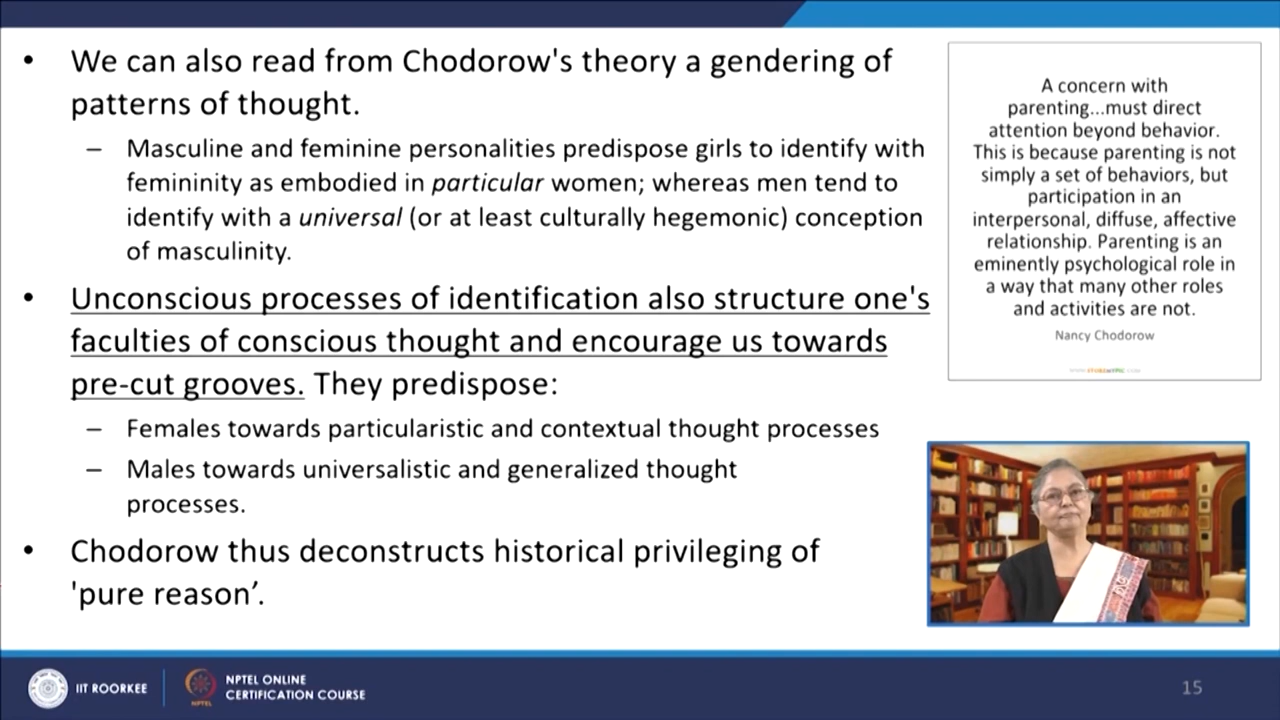 • We can also read from Chodorow's theory a gendering of
patterns of thought.
– Masculine and feminine personalities predispose girls to identify with
femininity as embodied in particular women; whereas men tend to
identify with a universal (or at least culturally hegemonic) conception
of masculinity.
• Unconscious processes of identification also structure one's
faculties of conscious thought and encourage us towards
pre-cut grooves. They predispose:
– Females towards particularistic and contextual thought processes
– Males towards universalistic and generalized thought
processes.
• Chodorow thus deconstructs historical privileging of
'pure reason’.
A concern with
parenting...must direct
attention beyond behavior.
This is because parenting is not
simply a set of behaviors, but
participation in an
interpersonal, diffuse, affective
relationship. Parenting is an
eminently psychological role in
a way that many other roles
and activities are not.
Nancy Chodorow
IIT ROORKEE
NPTEL
NPTEL ONLINE
CERTIFICATION COURSE
15